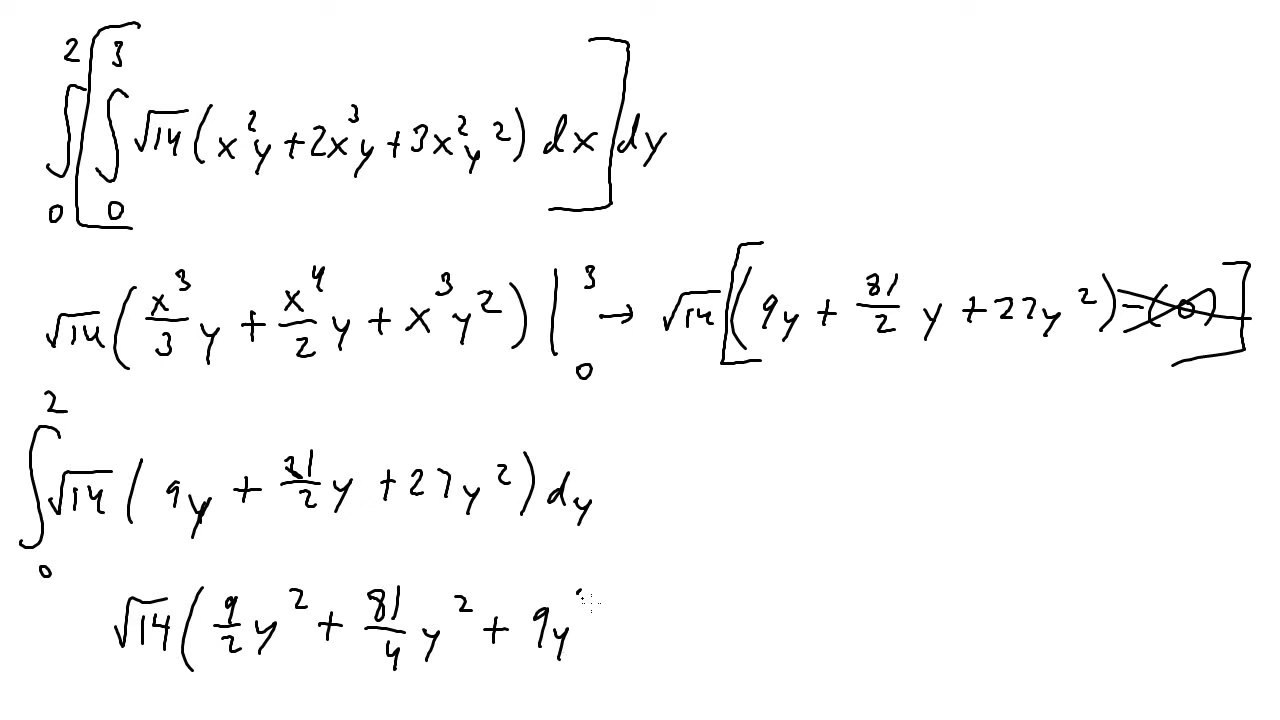 ∫₀² [∫₀³ √14 (x²y + 2x³y + 3x²y²) dx] dy
√14 (x³/3 y + x⁴/2 y + x³y²) |₀³ → √14 [(9y + 81/2 y + 27y²) - (0)]
∫₀² √14 (9y + 81/2 y + 27y²) dy
√14 (9/2 y² + 81/4 y² + 9y